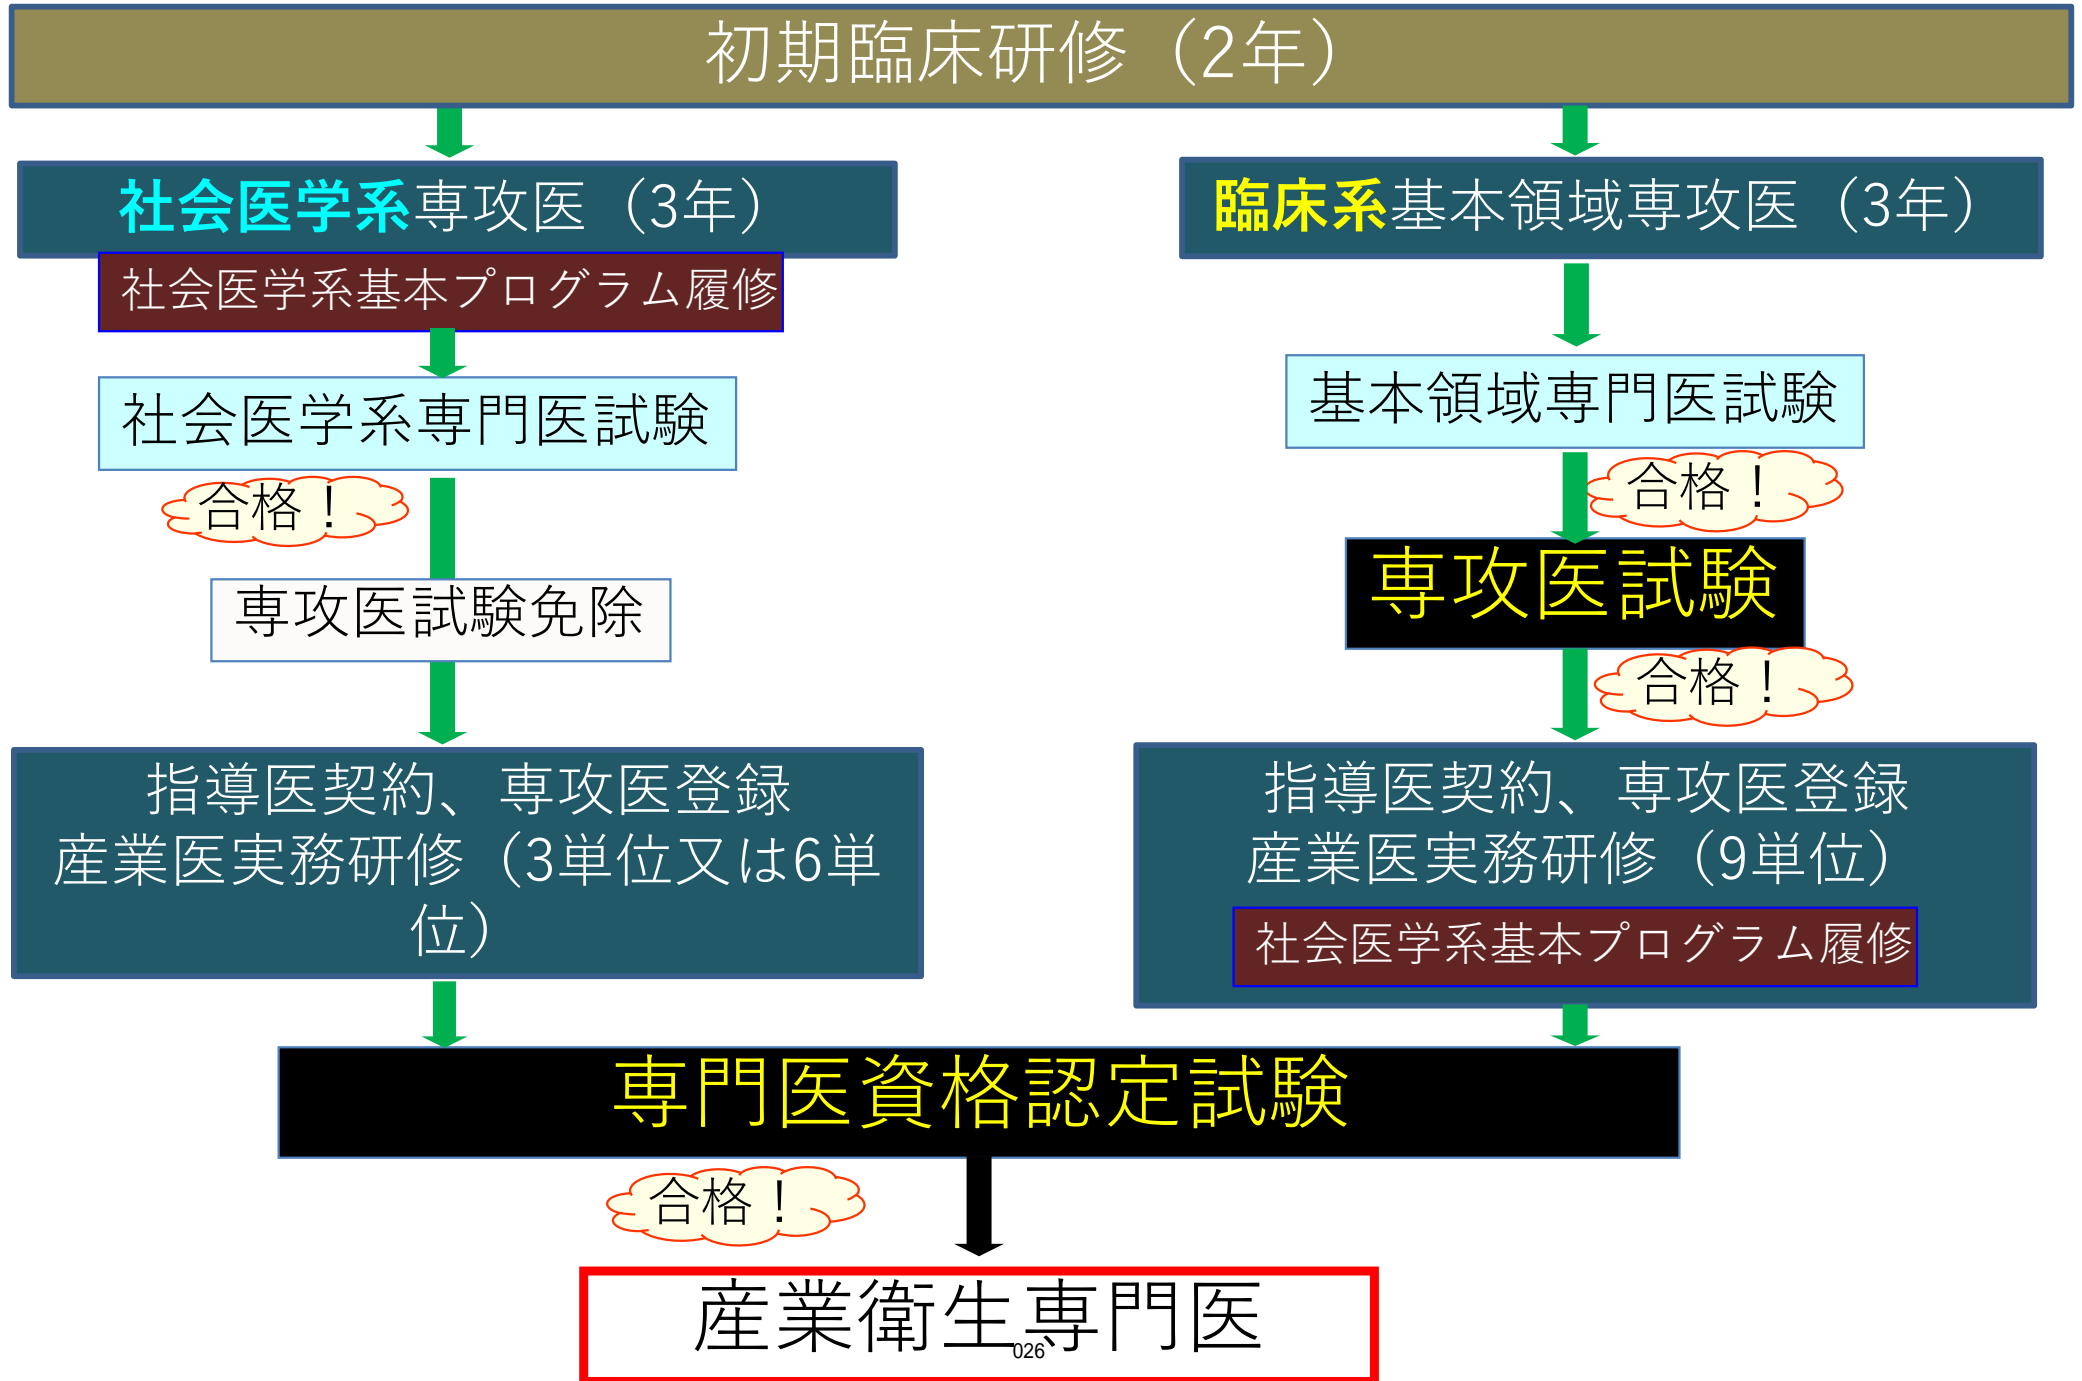 初期臨床研修（2年）
社会医学系専攻医（3年）
社会医学系基本プログラム履修
社会医学系専門医試験
合格！
専攻医試験免除
指導医契約、専攻医登録
産業医実務研修（3単位又は6単
位）
臨床系基本領域専攻医（3年）
基本領域専門医試験
合格！
専攻医試験
合格！
指導医契約、専攻医登録
産業医実務研修（9単位）
社会医学系基本プログラム履修
専門医資格認定試験
合格！
産業衛生専門医
026